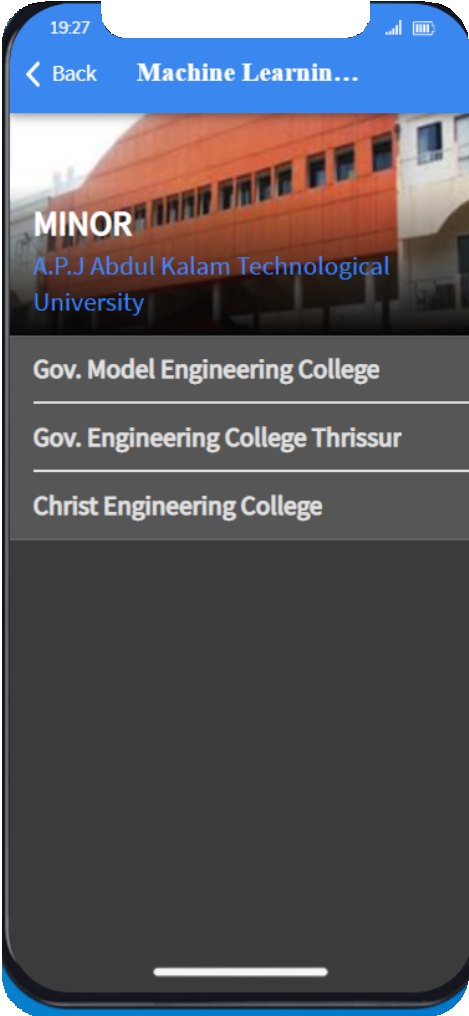 19:27
Back
Machine Learnin...
MINOR
A.P.J Abdul Kalam Technological
University
Gov. Model Engineering College
Gov. Engineering College Thrissur
Christ Engineering College